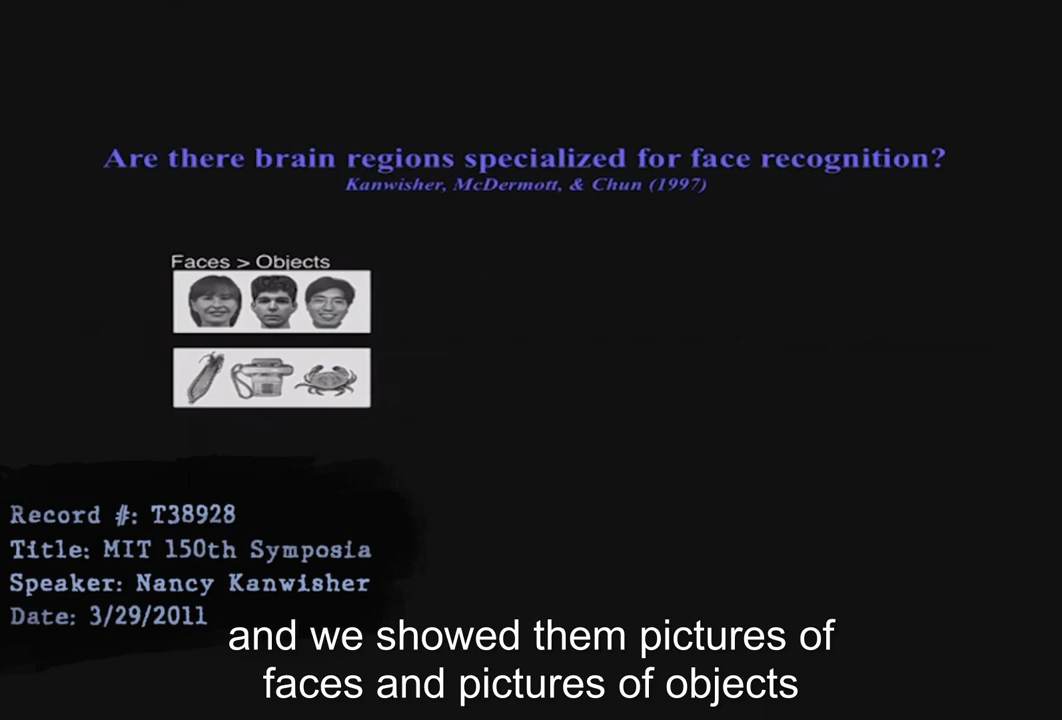 Are there brain regions specialized for face recognition?
Kanwisher, McDermott, & Chun (1997)
Faces > Objects
Record #: T38928
Title: MIT 150th Symposia
Speaker: Nancy Kanwisher
Date: 3/29/2011
and we showed them pictures of
faces and pictures of objects